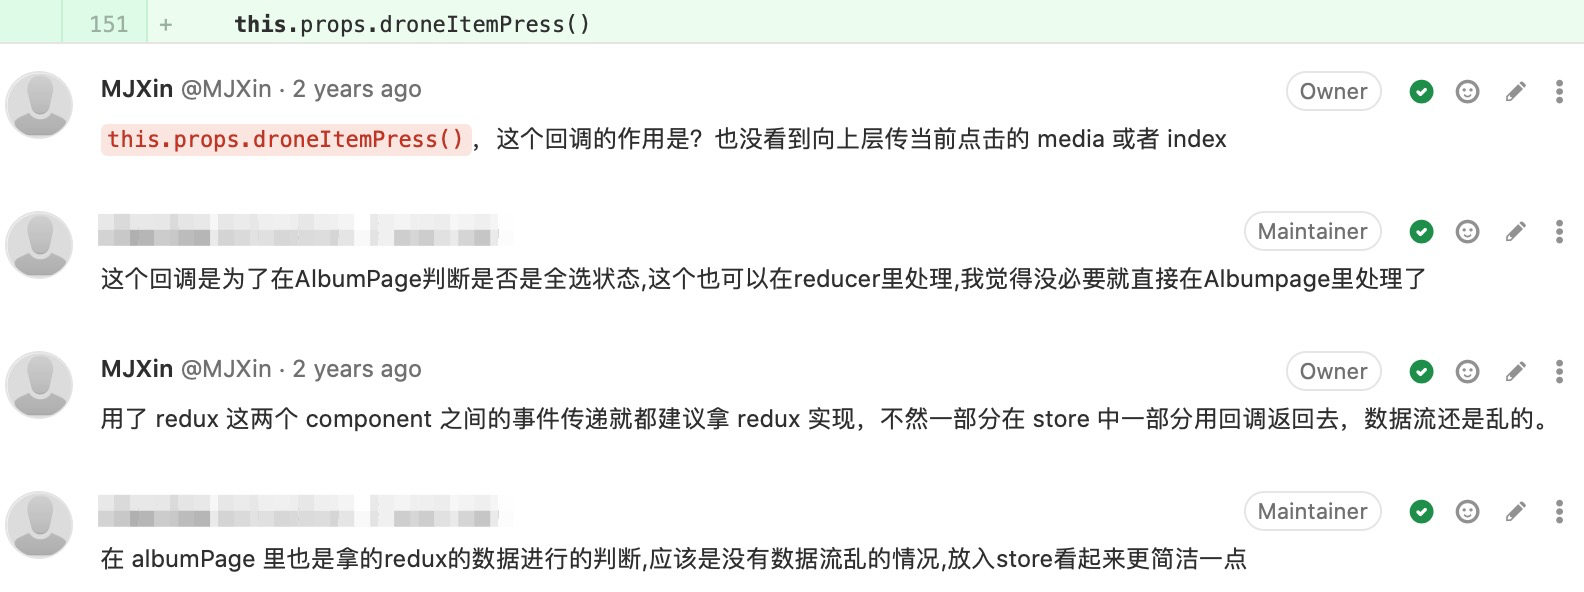 151 + this.props.droneItemPress()
MJXin @MJXin · 2 years ago Owner
this.props.droneItemPress()，这个回调的作用是？也没看到向上层传当前点击的 media 或者 index
Maintainer
这个回调是为了在AlbumPage判断是否是全选状态,这个也可以在reducer里处理,我觉得没必要就直接在Albumpage里处理了
MJXin @MJXin · 2 years ago Owner
用了 redux 这两个 component 之间的事件传递就都建议拿 redux 实现，不然一部分在 store 中一部分用回调返回去，数据流还是乱的。
Maintainer
在 albumPage 里也是拿的redux的数据进行的判断,应该是没有数据流乱的情况,放入store看起来更简洁一点